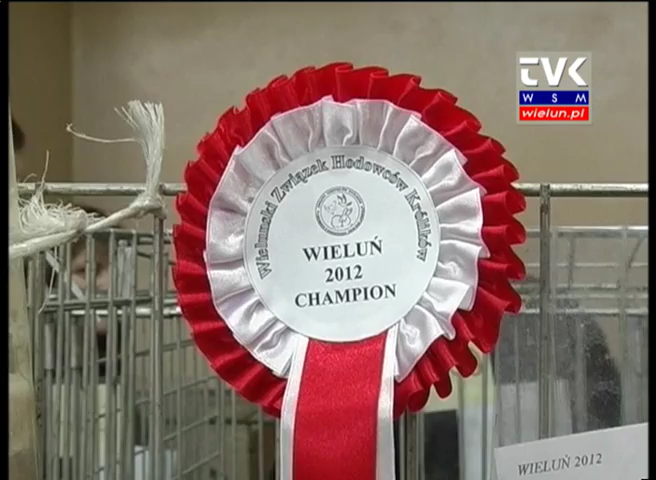 TVK
WSM
wielun.pl
Wieluński Związek Hodowców Królików
WIELUŃ
2012
CHAMPION
WIELUŃ 2012